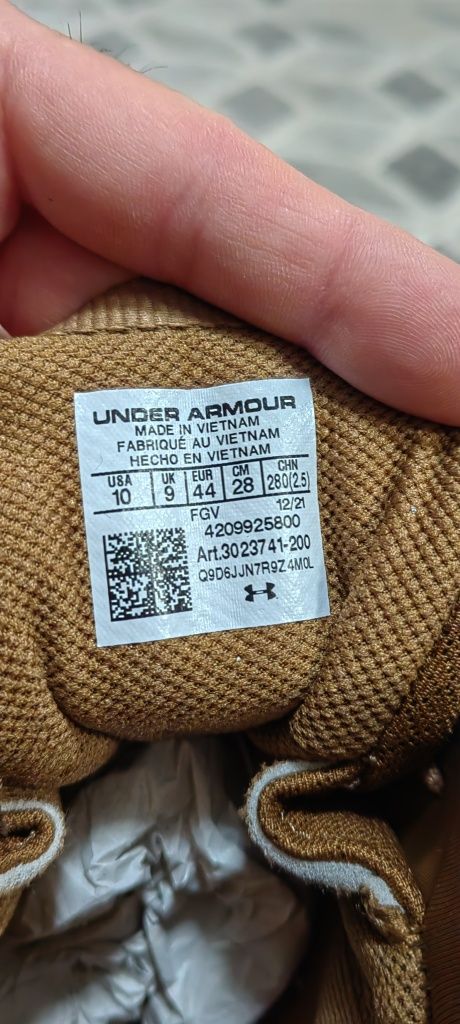 UNDER ARMOUR
MADE IN VIETNAM
FABRIQUÉ AU VIETNAM
HECHO EN VIETNAM
USA UK EUR CM CHN
10 9 44 28 280(2.5)
FGV 12/21
4209925800
Art.3023741-200
Q9D6JJN7R9Z4M0L